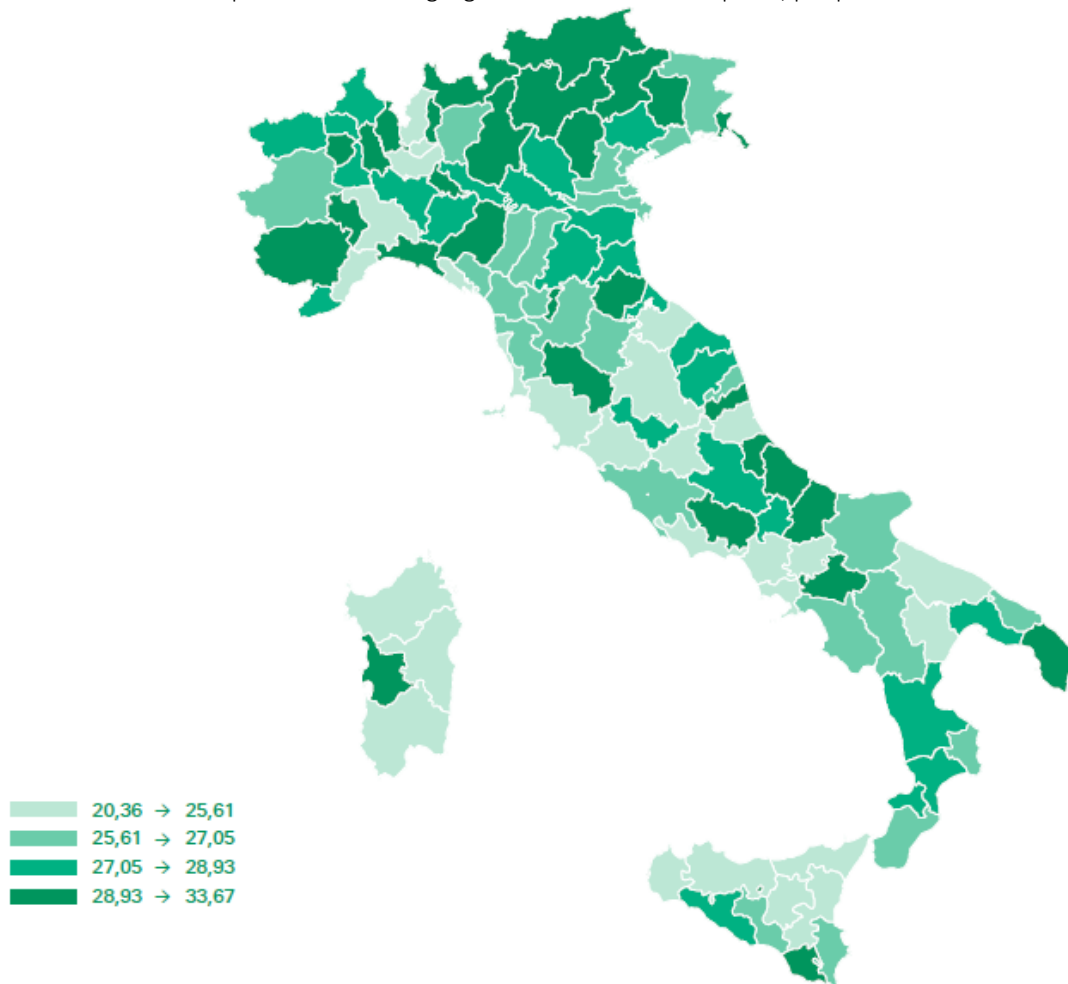 20,36 → 25,61
25,61 → 27,05
27,05 → 28,93
28,93 → 33,67